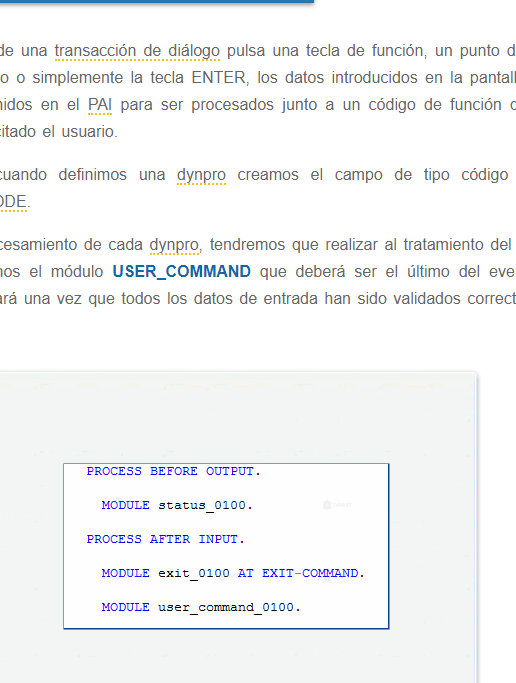 de una transacción de diálogo pulsa una tecla de función, un punto d
o o simplemente la tecla ENTER, los datos introducidos en la pantal
nidos en el PAI para ser procesados junto a un código de función
citado el usuario.
cuando definimos una dynpro creamos el campo de tipo código
ODE.
cesamiento de cada dynpro, tendremos que realizar al tratamiento del
nos el módulo USER_COMMAND que deberá ser el último del eve
ará una vez que todos los datos de entrada han sido validados correct
PROCESS BEFORE OUTPUT.
MODULE status_0100.
PROCESS AFTER INPUT.
MODULE exit_0100 AT EXIT-COMMAND.
MODULE user_command_0100.